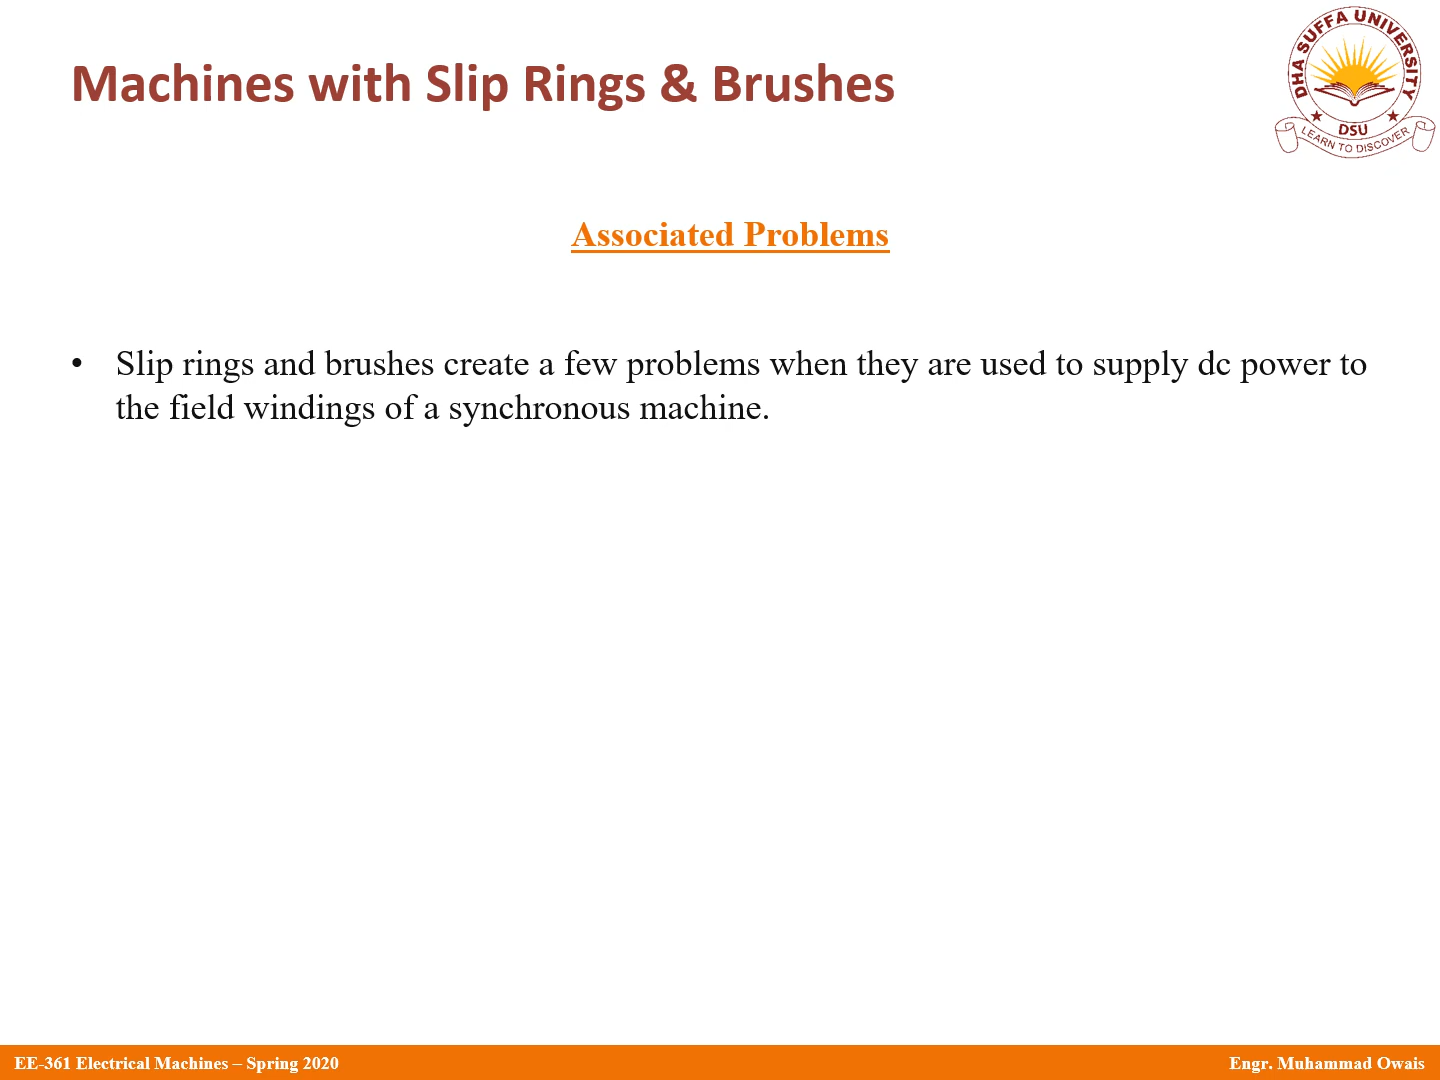 Machines with Slip Rings & Brushes
DHA SUFFA UNIVERSITY
DSU
LEARN TO DISCOVER
Associated Problems
• Slip rings and brushes create a few problems when they are used to supply dc power to
the field windings of a synchronous machine.
EE-361 Electrical Machines – Spring 2020
Engr. Muhammad Owais